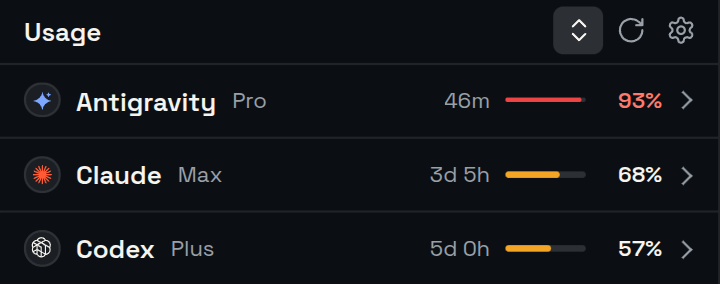 Usage
Antigravity Pro 46m 93%
Claude Max 3d 5h 68%
Codex Plus 5d 0h 57%